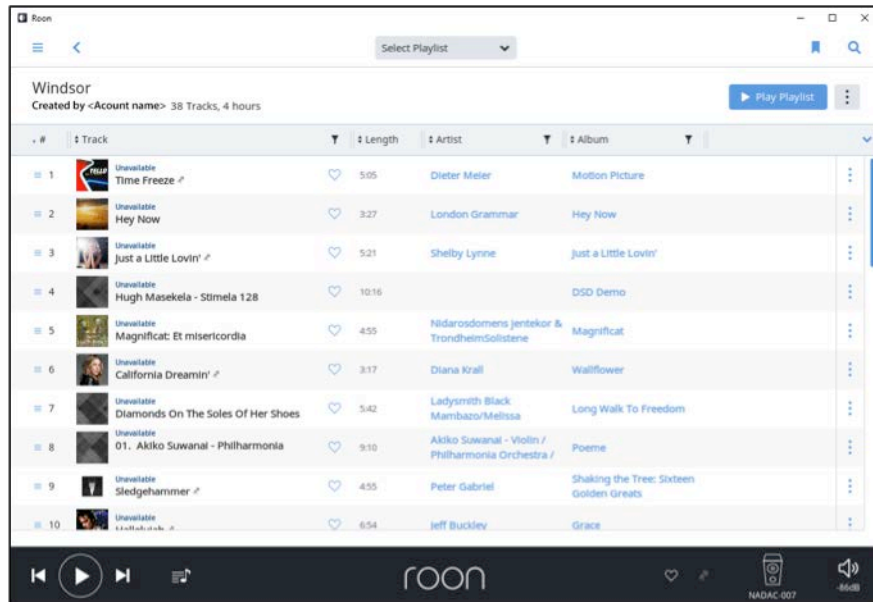 Roon
Select Playlist
Windsor
Created by <Acount name> 38 Tracks, 4 hours
Play Playlist
# Track Length Artist Album
1 Unavailable
Time Freeze 5:05 Dieter Meier Motion Picture
2 Unavailable
Hey Now 3:27 London Grammar Hey Now
3 Unavailable
Just a Little Lovin' 5:21 Shelby Lynne Just a Little Lovin'
4 Unavailable
Hugh Masekela - Stimela 128 10:16 DSD Demo
5 Unavailable
Magnificat: Et misericordia 4:55 Nidarosdomens jentekor &
TrondheimSolistene Magnificat
6 Unavailable
California Dreamin' 3:17 Diana Krall Wallflower
7 Unavailable
Diamonds On The Soles Of Her Shoes 5:42 Ladysmith Black
Mambazo/Melissa Long Walk To Freedom
8 Unavailable
01. Akiko Suwanai - Philharmonia 9:10 Akiko Suwanai - Violin /
Philharmonia Orchestra / Poeme
9 Unavailable
Sledgehammer 4:55 Peter Gabriel Shaking the Tree: Sixteen
Golden Greats
10 Unavailable
Hallelujah 6:54 Jeff Buckley Grace
roon
NADAC-007
-86dB